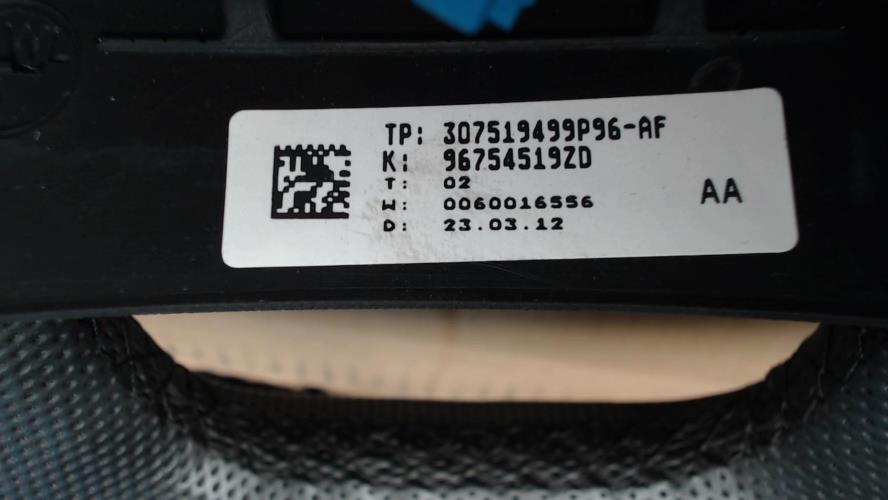 TP: 307519499P96-AF
K: 96754519ZD
T: 02
W: 0060016556
D: 23.03.12
AA